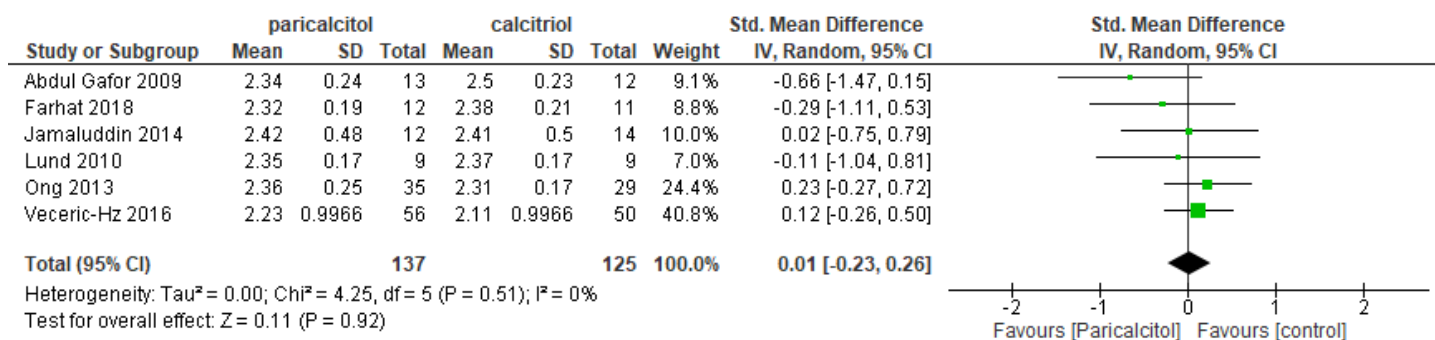 paricalcitol calcitriol Std. Mean Difference Std. Mean Difference
Study or Subgroup Mean SD Total Mean SD Total Weight IV, Random, 95% CI IV, Random, 95% CI
Abdul Gafor 2009 2.34 0.24 13 2.5 0.23 12 9.1% -0.66 [-1.47, 0.15]
Farhat 2018 2.32 0.19 12 2.38 0.21 11 8.8% -0.29 [-1.11, 0.53]
Jamaluddin 2014 2.42 0.48 12 2.41 0.5 14 10.0% 0.02 [-0.75, 0.79]
Lund 2010 2.35 0.17 9 2.37 0.17 9 7.0% -0.11 [-1.04, 0.81]
Ong 2013 2.36 0.25 35 2.31 0.17 29 24.4% 0.23 [-0.27, 0.72]
Veceric-Hz 2016 2.23 0.9966 56 2.11 0.9966 50 40.8% 0.12 [-0.26, 0.50]
Total (95% CI) 137 125 100.0% 0.01 [-0.23, 0.26]
Heterogeneity: Tau² = 0.00; Chi² = 4.25, df = 5 (P = 0.51); I² = 0%
Test for overall effect: Z = 0.11 (P = 0.92)
-2 -1 0 1 2
Favours [Paricalcitol] Favours [control]